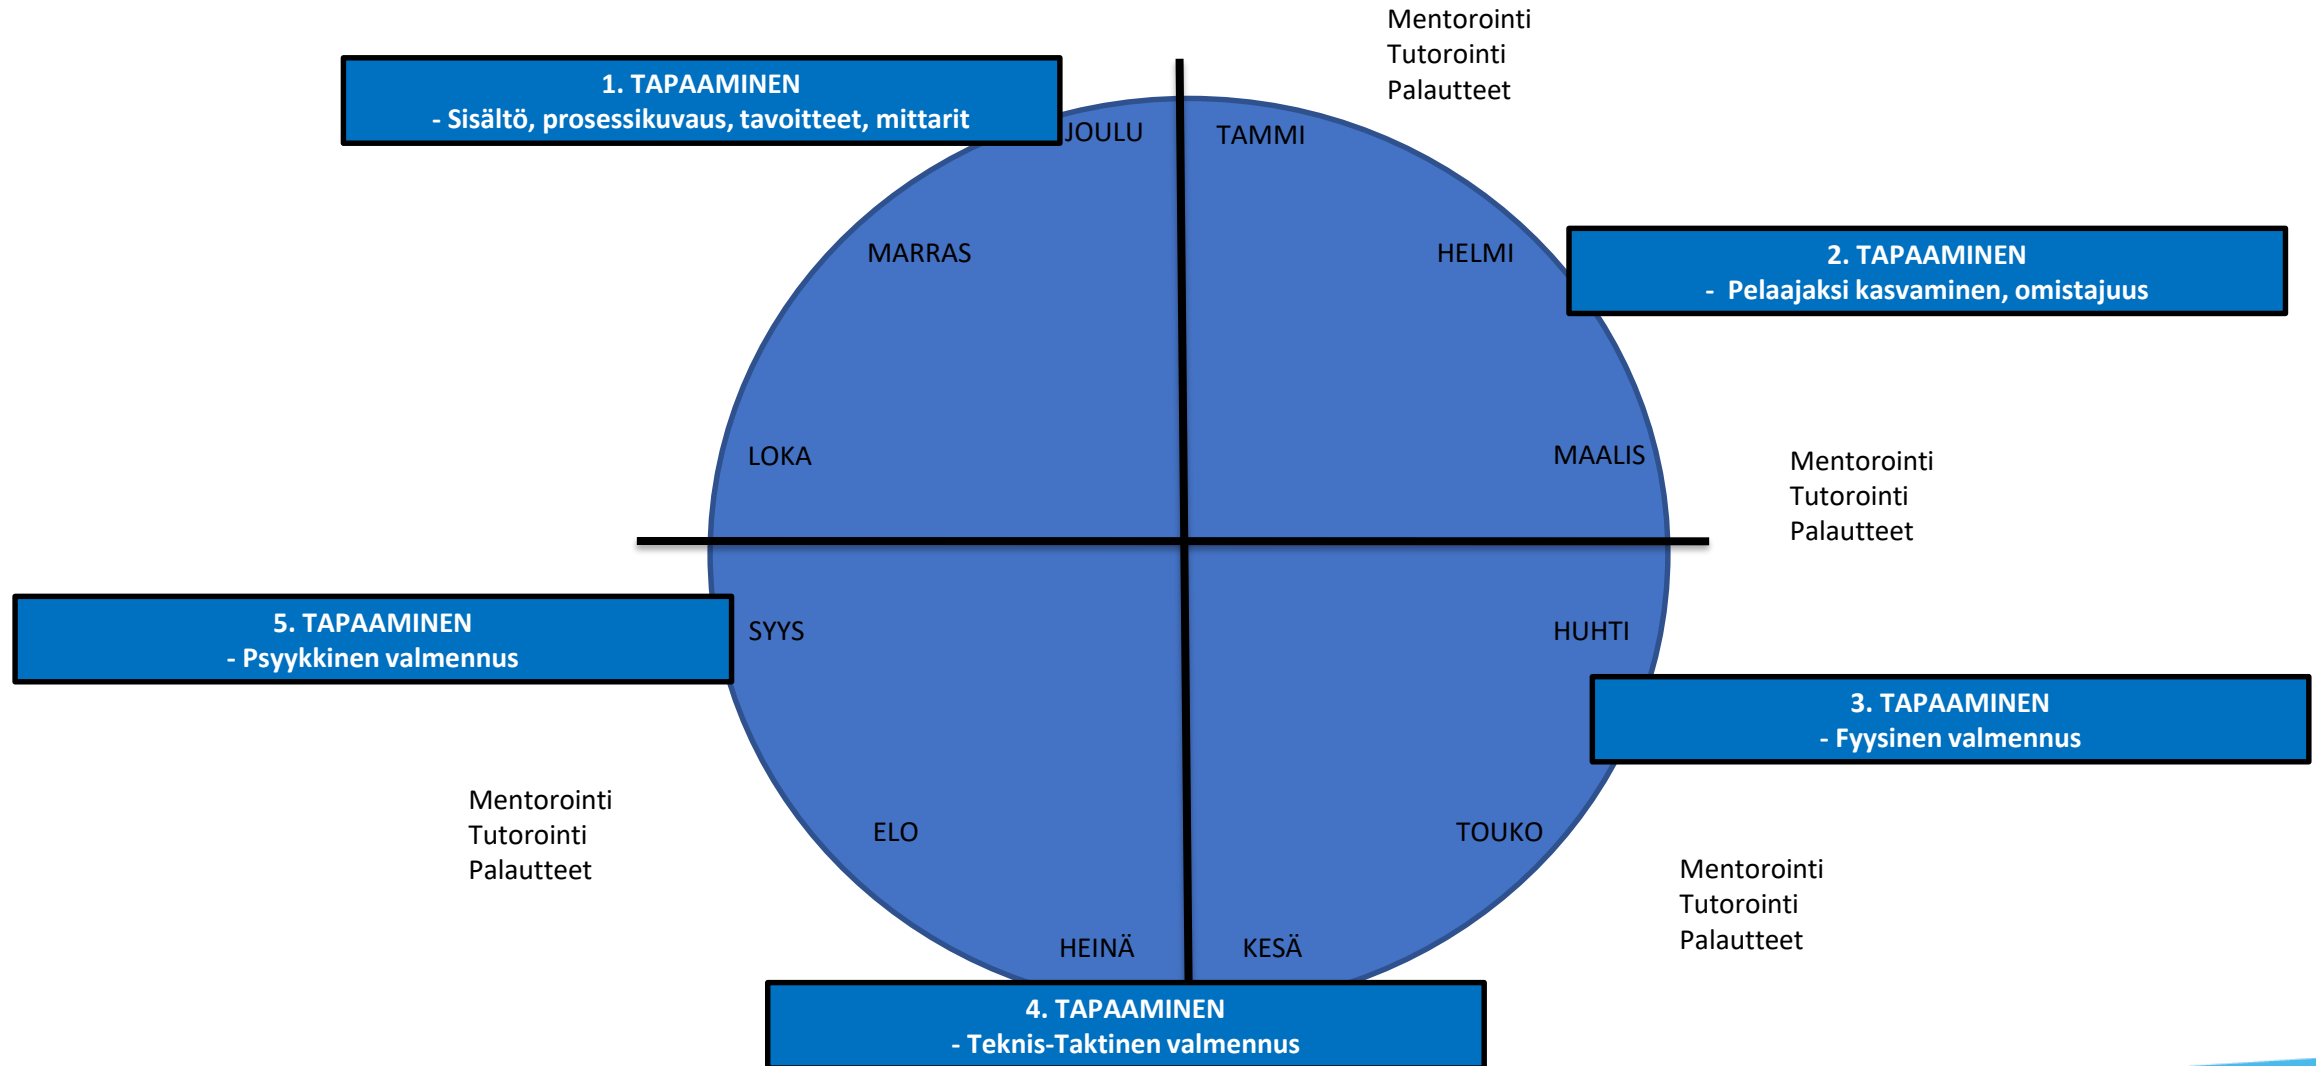 Mentorointi
Tutorointi
Palautteet
1. TAPAAMINEN
- Sisältö, prosessikuvaus, tavoitteet, mittarit
JOULU
TAMMI
MARRAS
HELMI
2. TAPAAMINEN
- Pelaajaksi kasvaminen, omistajuus
LOKA
MAALIS
Mentorointi
Tutorointi
Palautteet
5. TAPAAMINEN
- Psyykkinen valmennus
SYYS
HUHTI
3. TAPAAMINEN
- Fyysinen valmennus
Mentorointi
Tutorointi
Palautteet
ELO
TOUKO
Mentorointi
Tutorointi
Palautteet
HEINÄ
KESÄ
4. TAPAAMINEN
- Teknis-Taktinen valmennus